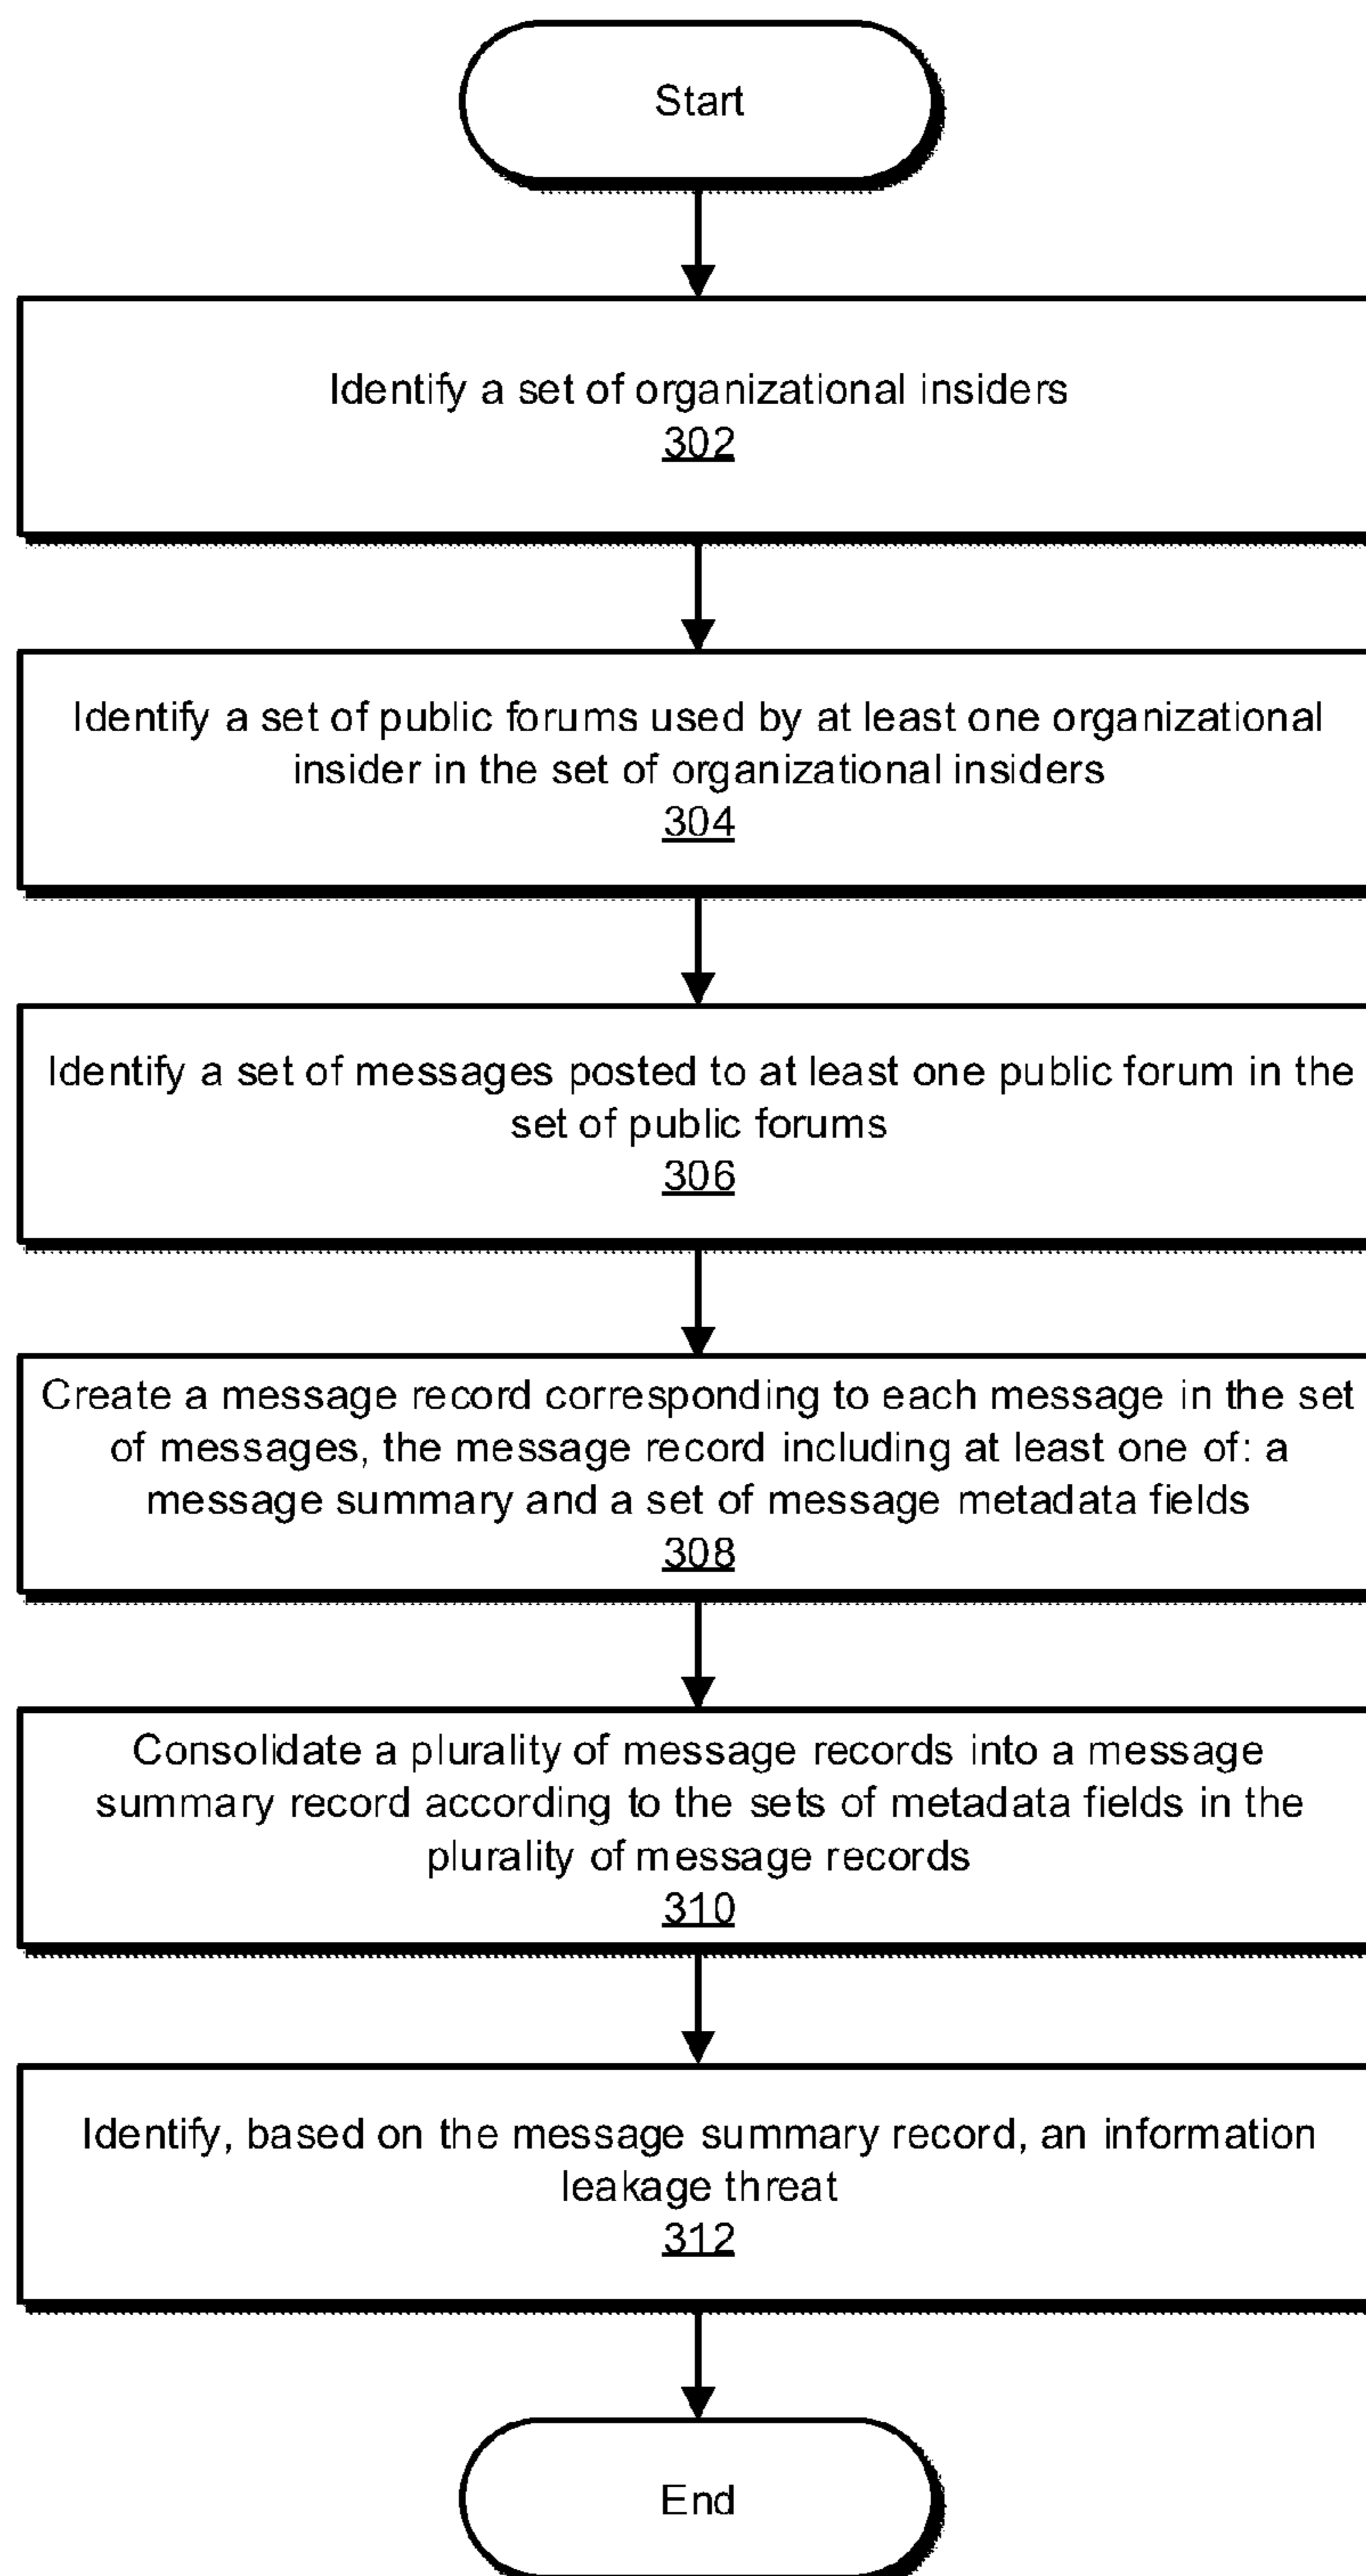 Start
Identify a set of organizational insiders
302
Identify a set of public forums used by at least one organizational
insider in the set of organizational insiders
304
Identify a set of messages posted to at least one public forum in the
set of public forums
306
Create a message record corresponding to each message in the set
of messages, the message record including at least one of: a
message summary and a set of message metadata fields
308
Consolidate a plurality of message records into a message
summary record according to the sets of metadata fields in the
plurality of message records
310
Identify, based on the message summary record, an information
leakage threat
312
End